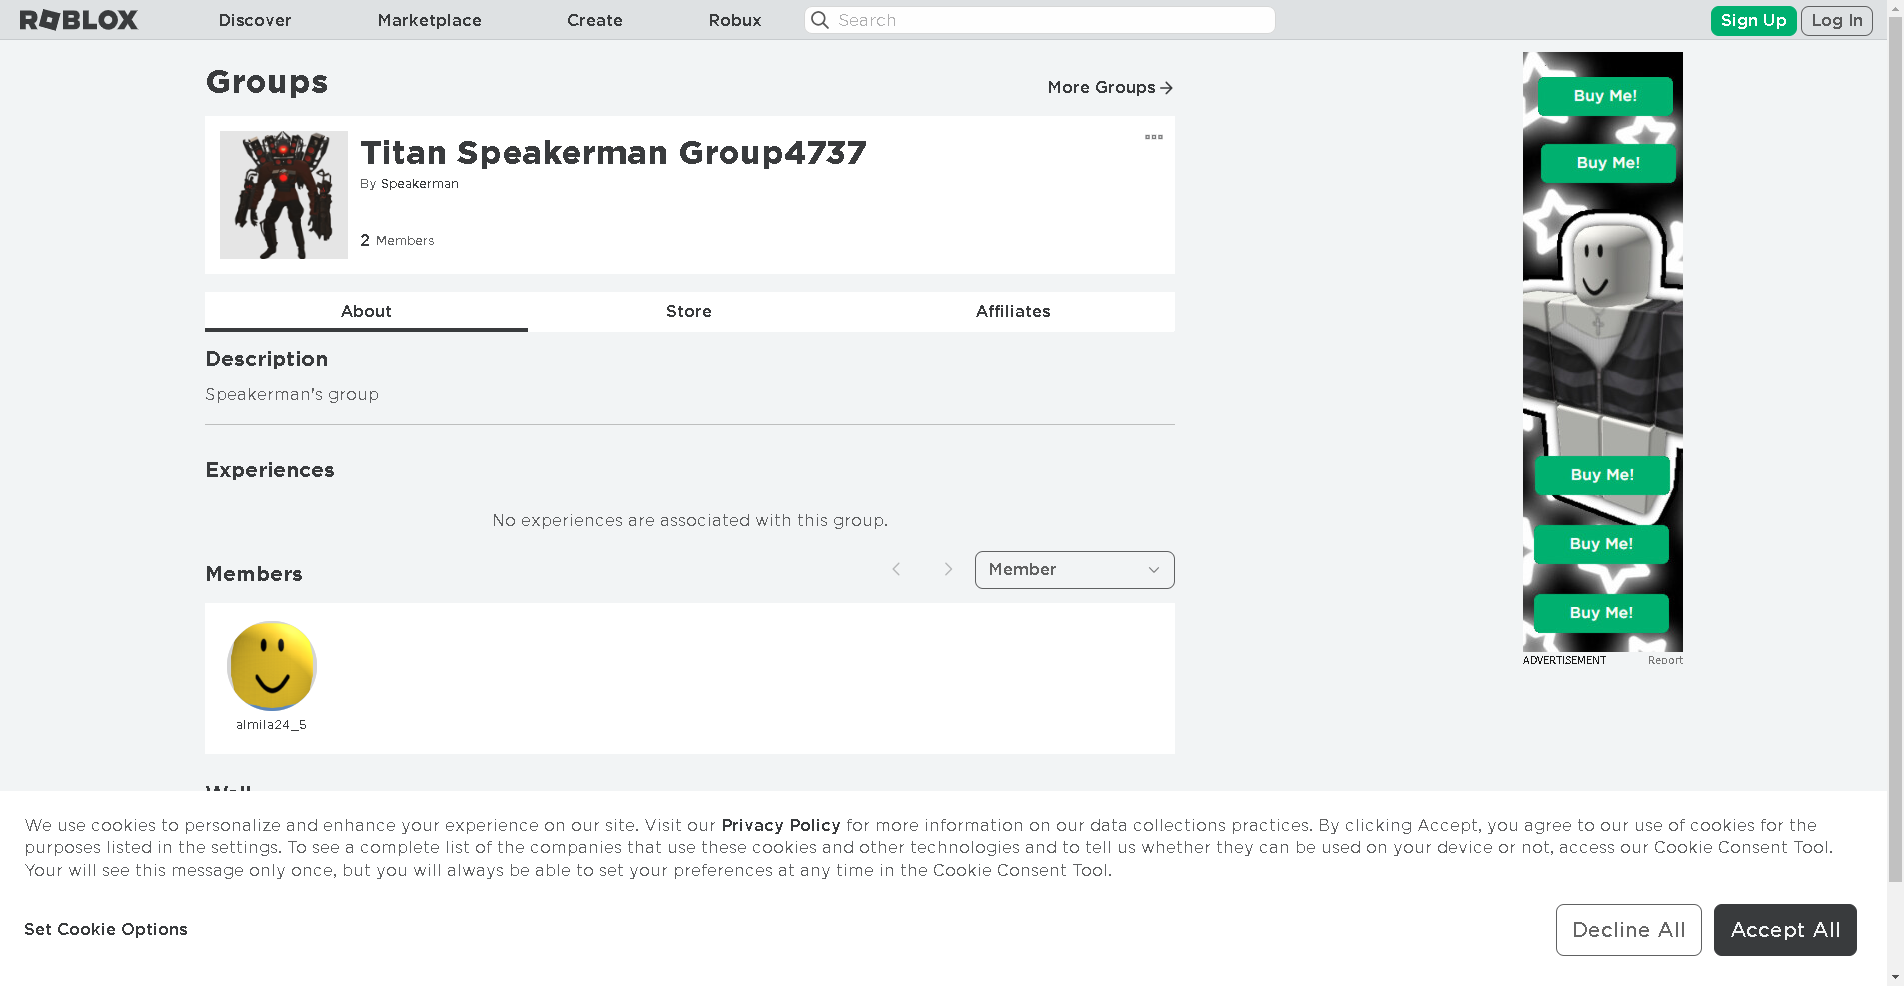 ROBLOX
Discover
Marketplace
Create
Robux
Search
Sign Up
Log In
Groups
More Groups
Titan Speakerman Group4737
By Speakerman
2 Members
About
Store
Affiliates
Description
Speakerman's group
Experiences
No experiences are associated with this group.
Members
Member
almila24_5
Wall
Buy Me!
Buy Me!
Buy Me!
Buy Me!
Buy Me!
ADVERTISEMENT
Report
We use cookies to personalize and enhance your experience on our site. Visit our Privacy Policy for more information on our data collections practices. By clicking Accept, you agree to our use of cookies for the
purposes listed in the settings. To see a complete list of the companies that use these cookies and other technologies and to tell us whether they can be used on your device or not, access our Cookie Consent Tool.
Your will see this message only once, but you will always be able to set your preferences at any time in the Cookie Consent Tool.
Set Cookie Options
Decline All
Accept All